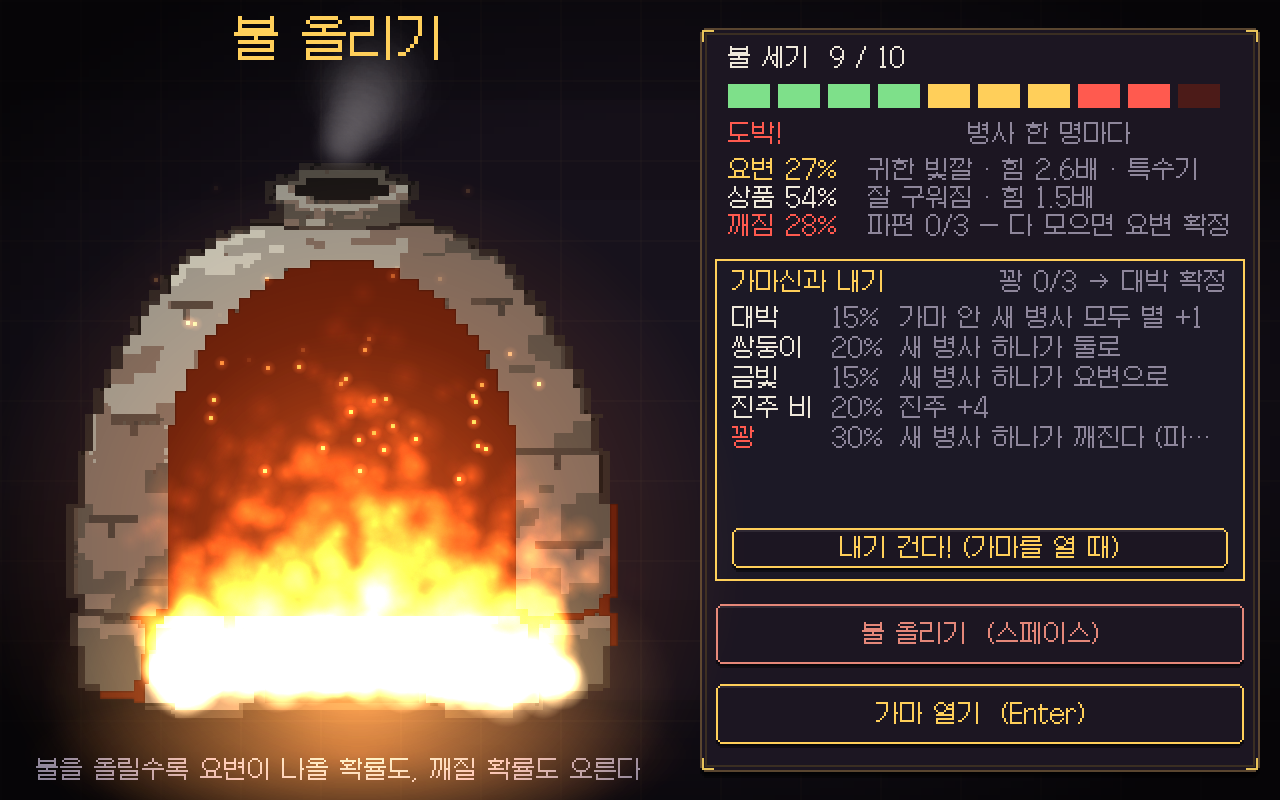 불 올리기
불 세기 9 / 10
도박! 병사 한 명마다
요변 27% 귀한 빛깔 · 힘 2.6배 · 특수기
상품 54% 잘 구워짐 · 힘 1.5배
깨짐 28% 파편 0/3 — 다 모으면 요변 확정
가마신과 내기 꽝 0/3 → 대박 확정
대박 15% 가마 안 새 병사 모두 별 +1
쌍둥이 20% 새 병사 하나가 둘로
금빛 15% 새 병사 하나가 요변으로
진주 비 20% 진주 +4
꽝 30% 새 병사 하나가 깨진다 (파…
내기 건다! (가마를 열 때)
불 올리기 (스페이스)
가마 열기 (Enter)
불을 올릴수록 요변이 나올 확률도, 깨질 확률도 오른다